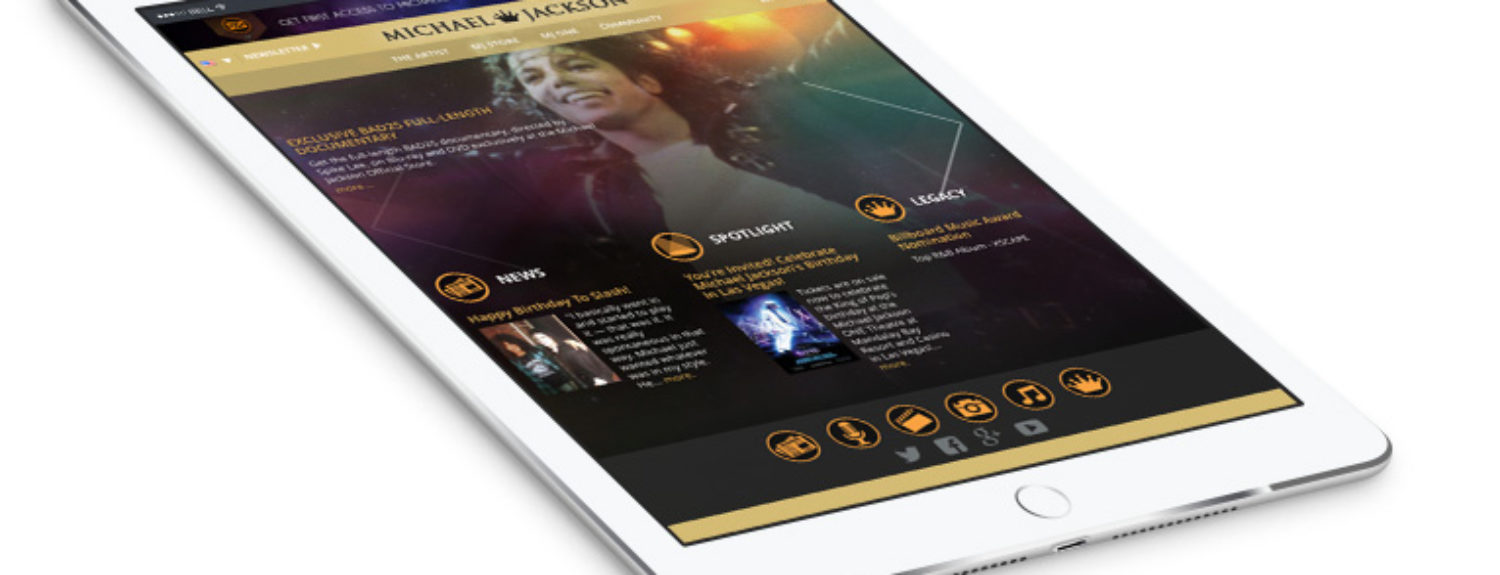 BELL
GET FIRST ACCESS TO MICHAEL
MICHAEL JACKSON
NEWSLETTER
THE ARTIST MJ STORE MJ ONE COMMUNITY
EXCLUSIVE BAD25 FULL-LENGTH
DOCUMENTARY
Get the full-length BAD25 documentary, directed by
Spike Lee, on Blu-ray and DVD exclusively at the Michael
Jackson Official Store.
more...
NEWS
Happy Birthday To Slash!
"I basically went in
and started to play
it – that was it. It
was really
spontaneous in that
way. Michael just
wanted whatever
was in my style.
He... more...
SPOTLIGHT
You're Invited! Celebrate
Michael Jackson's Birthday
In Las Vegas!
Tickets are on sale
now to celebrate
the King of Pop's
birthday at the
Michael Jackson
ONE Theatre at
Mandalay Bay
Resort and Casino
in Las Vegas!
more...
LEGACY
Billboard Music Award
Nomination
Top R&B Album - XSCAPE